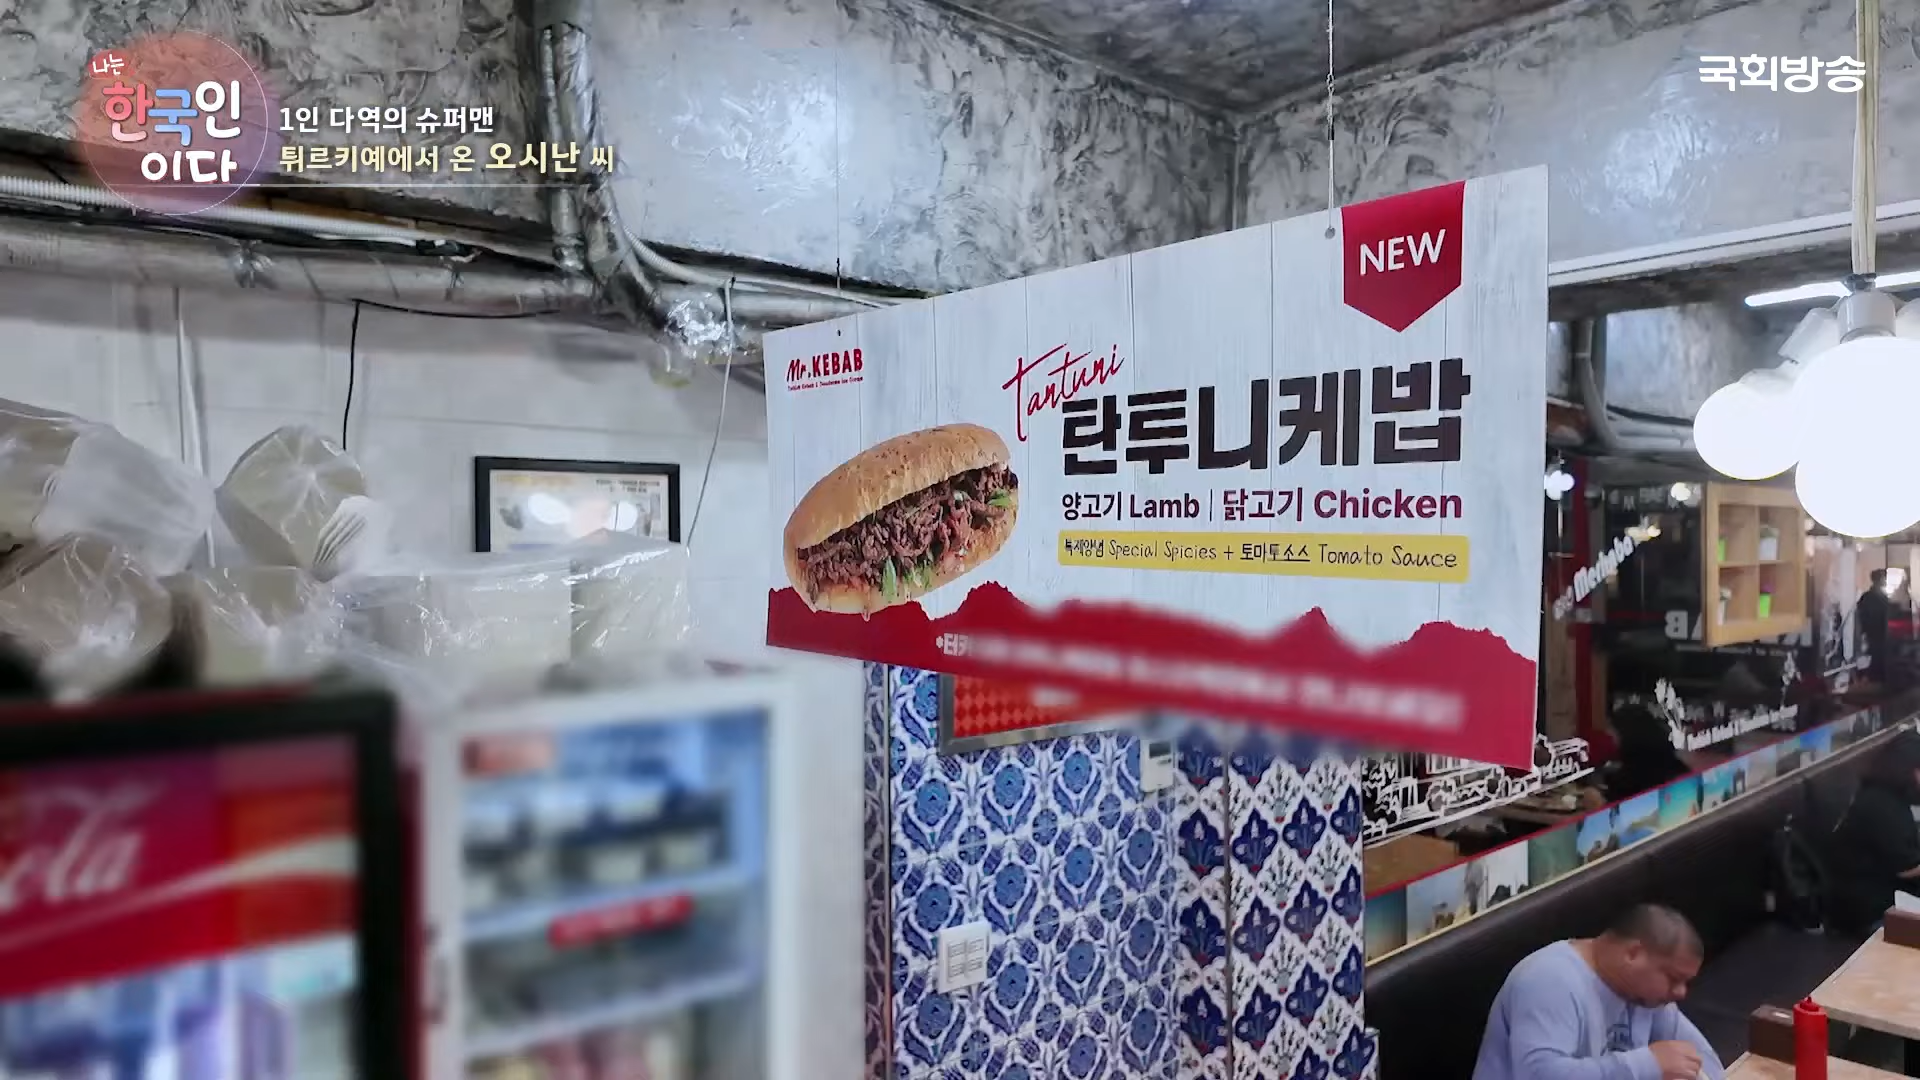 나는
한국인
이다
1인 다역의 슈퍼맨
튀르키예에서 온 오시난 씨
국회방송
NEW
Mr. KEBAB
Tantuni
탄투니케밥
양고기 Lamb | 닭고기 Chicken
특제양념 Special Spicies + 토마토소스 Tomato Sauce
*터키
Merhaba